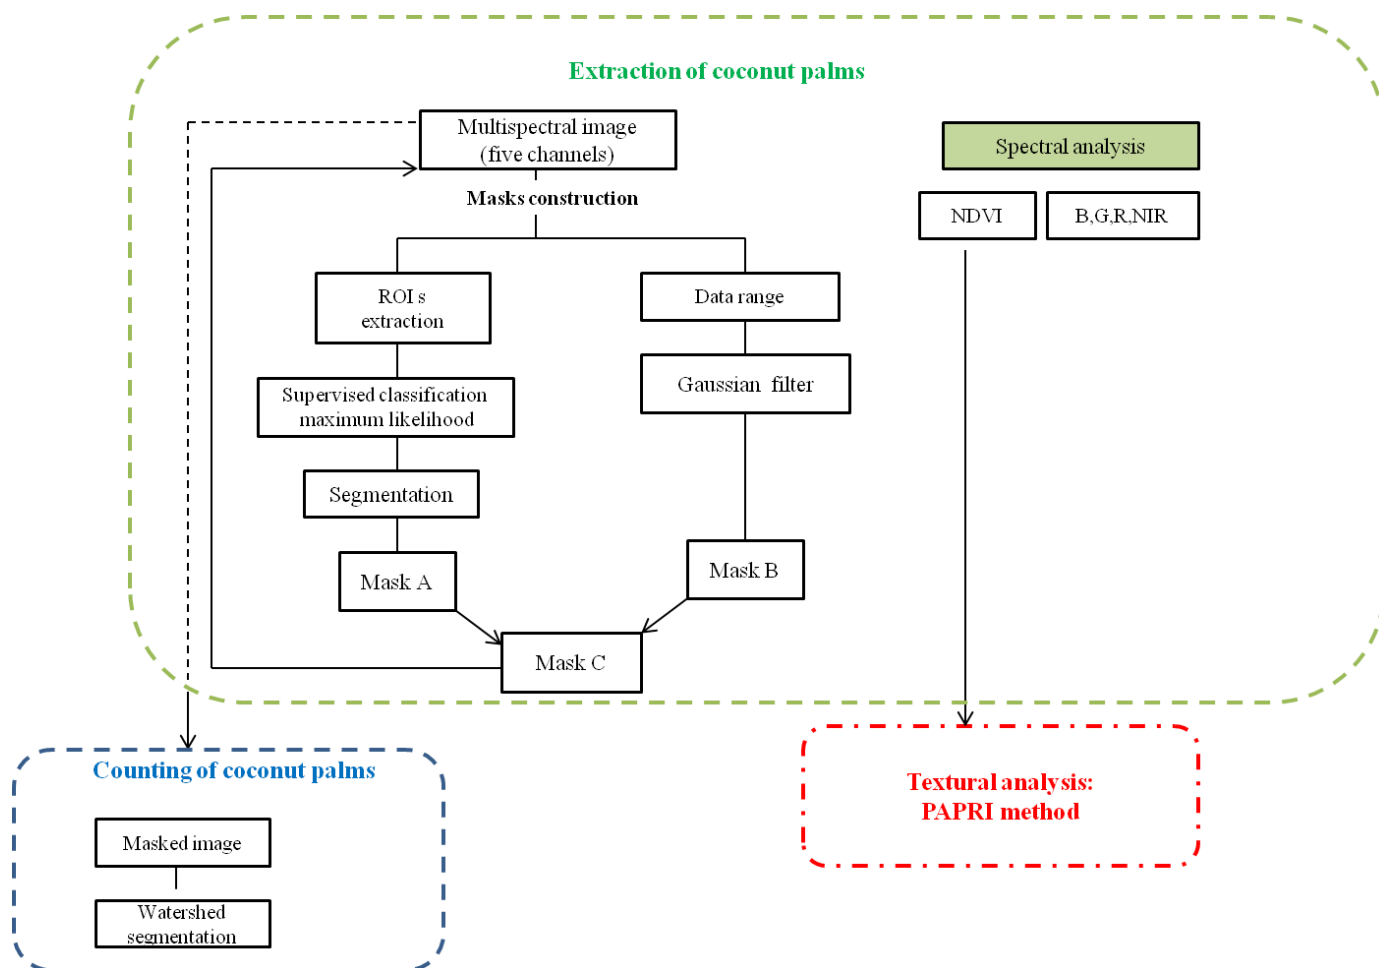 Extraction of coconut palms
Multispectral image
(five channels)
Spectral analysis
Masks construction
NDVI
B,G,R,NIR
ROI s
extraction
Data range
Supervised classification
maximum likelihood
Gaussian filter
Segmentation
Mask A
Mask B
Mask C
Counting of coconut palms
Masked image
Watershed
segmentation
Textural analysis:
PAPRI method